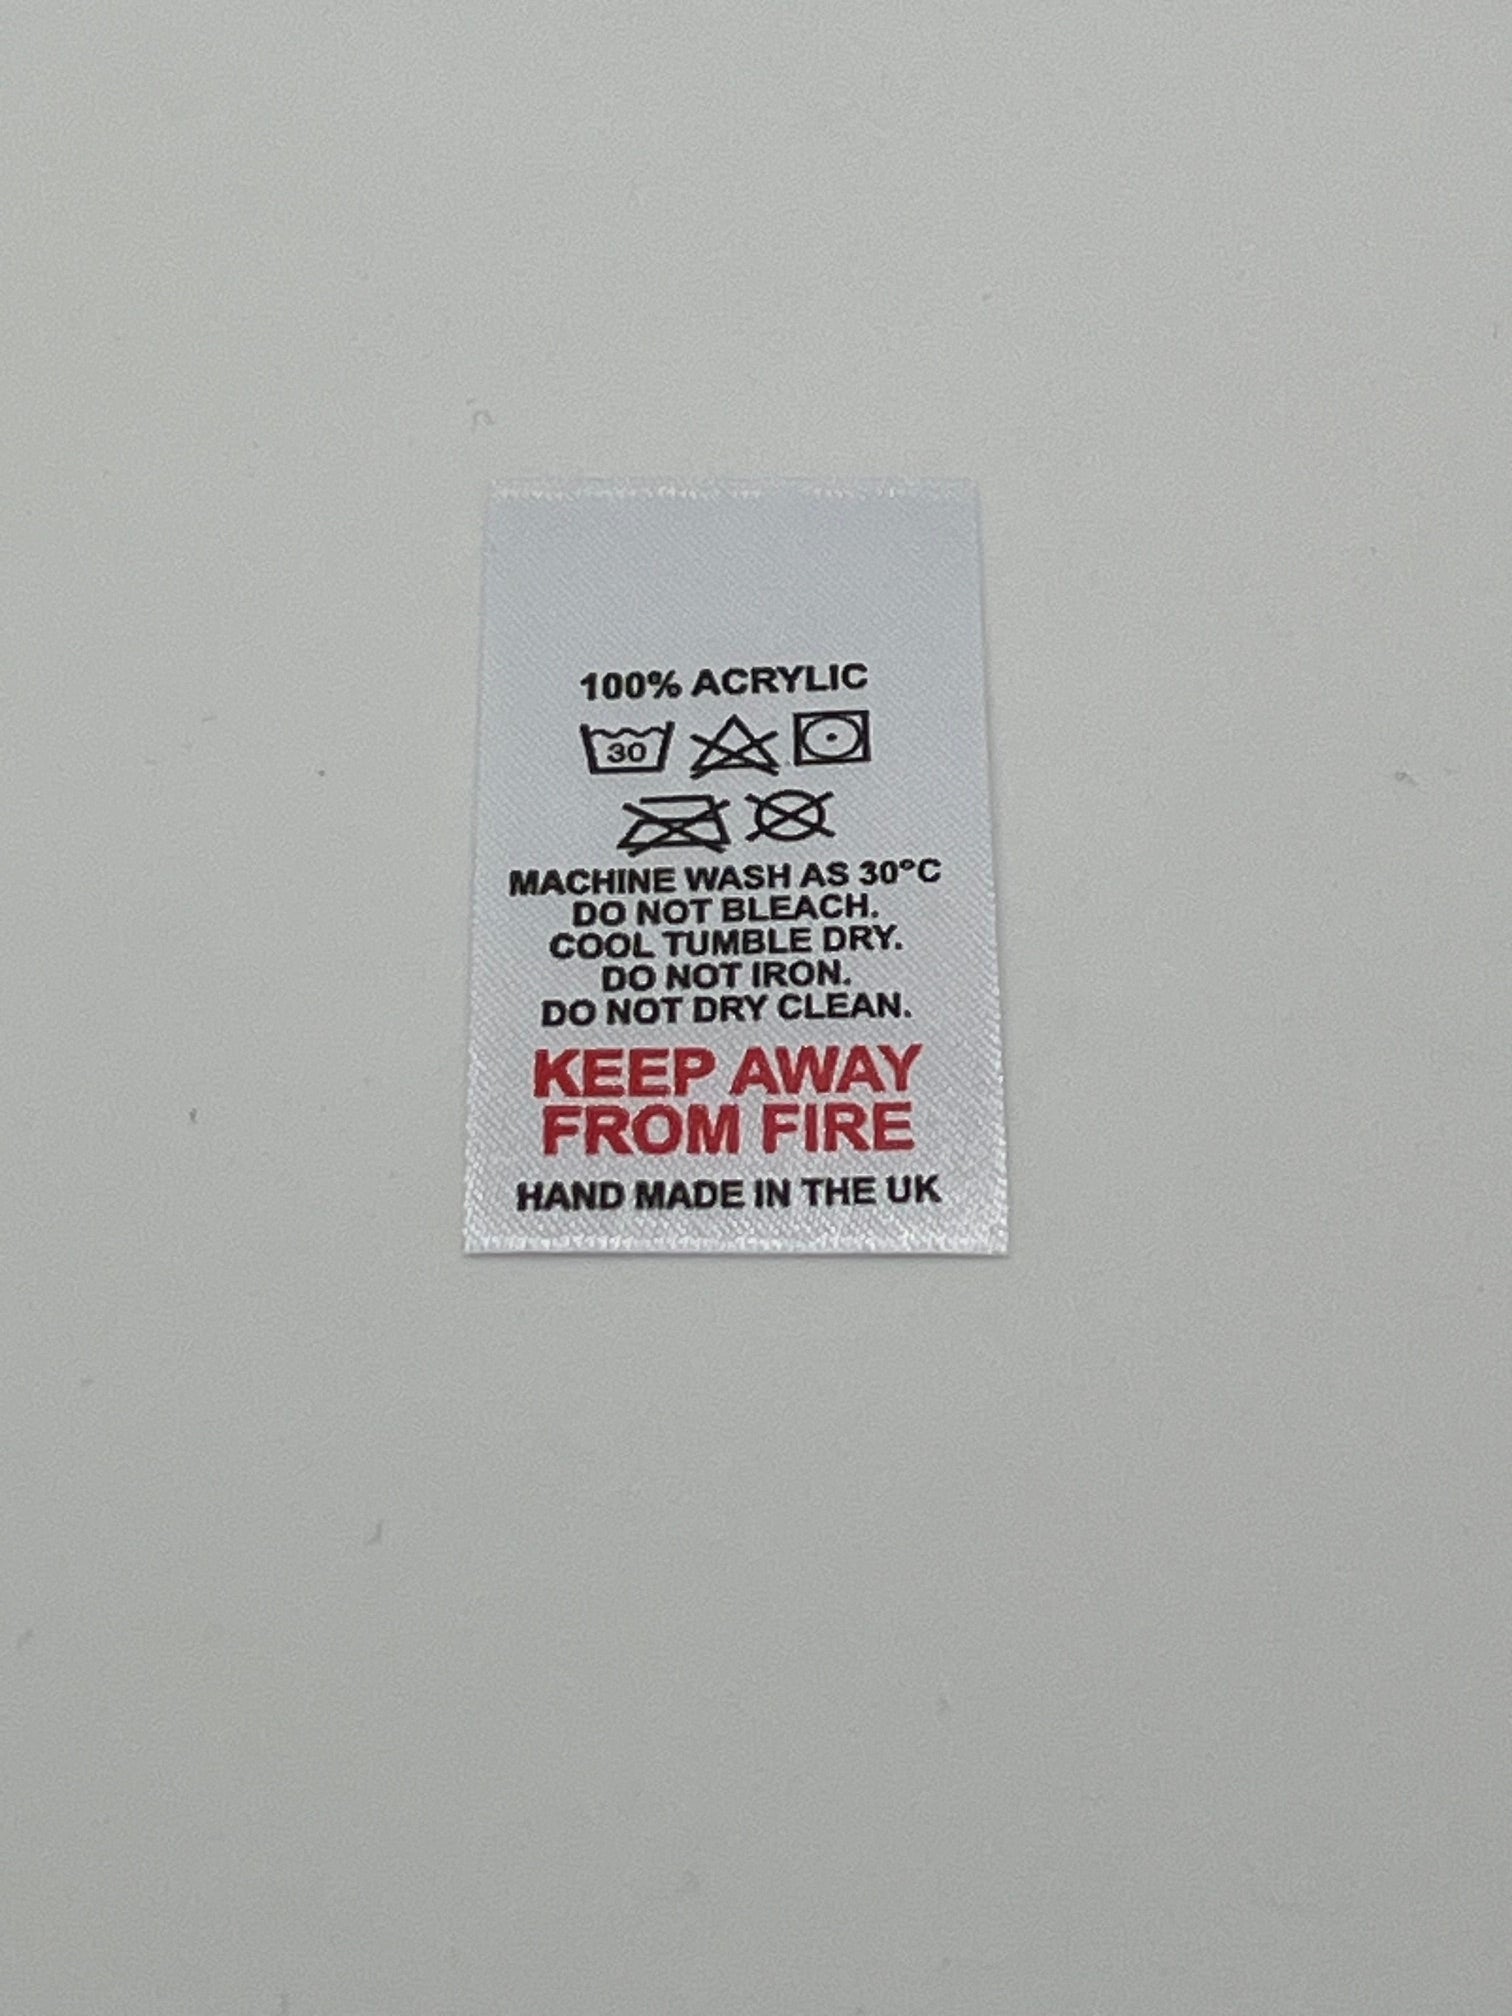 100% ACRYLIC
30
MACHINE WASH AS 30°C
DO NOT BLEACH.
COOL TUMBLE DRY.
DO NOT IRON.
DO NOT DRY CLEAN.
KEEP AWAY
FROM FIRE
HAND MADE IN THE UK